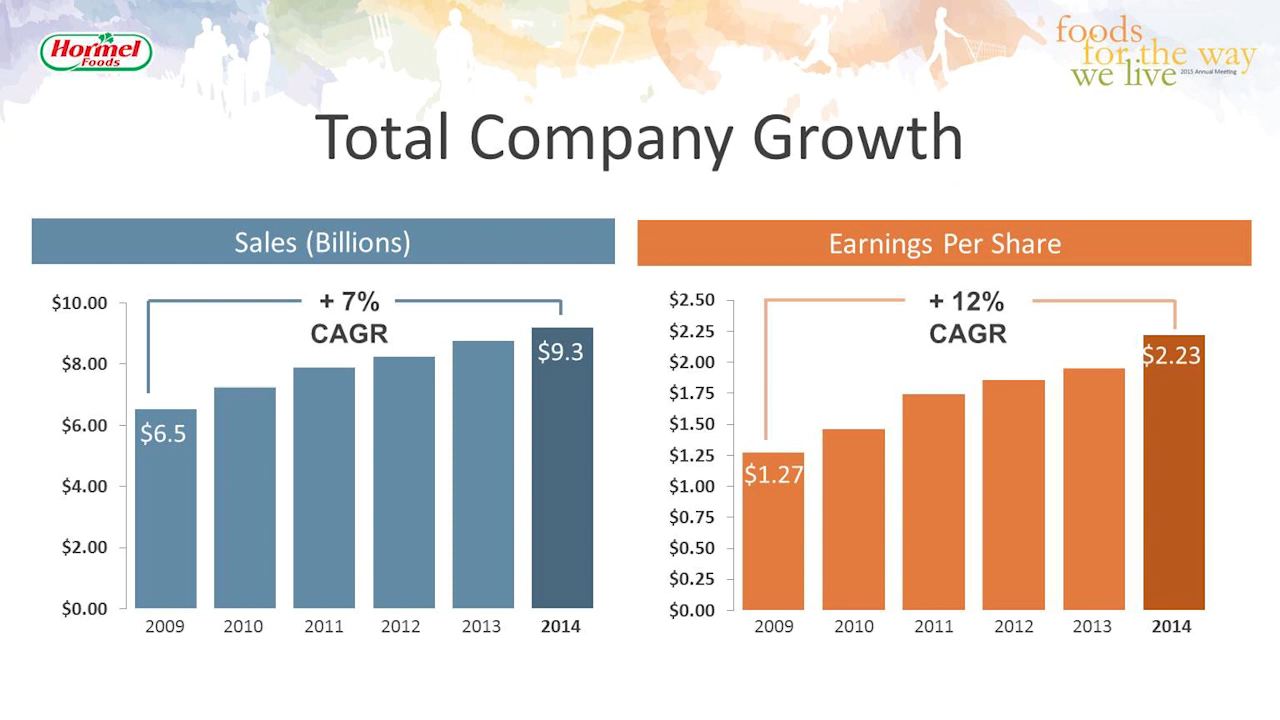 Hormel
Foods
foods
for the way
we live
2015 Annual Meeting
Total Company Growth
Sales (Billions)
+ 7%
CAGR
$10.00
$8.00
$6.00
$4.00
$2.00
$0.00
$6.5
$9.3
2009 2010 2011 2012 2013 2014
Earnings Per Share
+ 12%
CAGR
$2.50
$2.25
$2.00
$1.75
$1.50
$1.25
$1.00
$0.75
$0.50
$0.25
$0.00
$1.27
$2.23
2009 2010 2011 2012 2013 2014